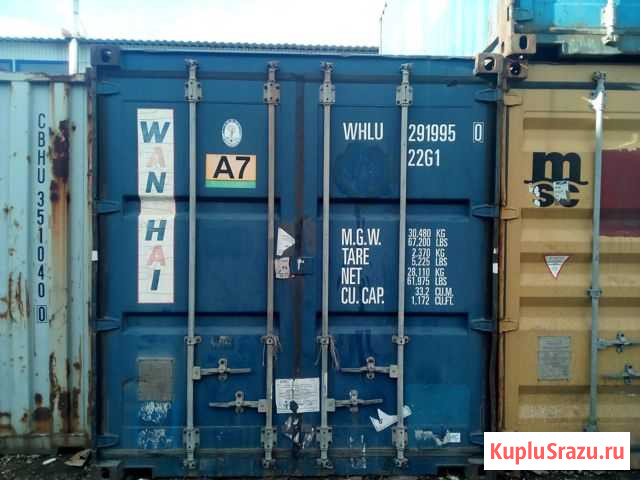 CBHU 351040 0
WAN HAI
A7
WHLU 291995 0
22G1
M.G.W. 30,480 KG
67,200 LBS
TARE 2,370 KG
5,225 LBS
NET 28,110 KG
61,975 LBS
CU. CAP. 33.2 CU.M.
1,172 CU.FT.
msc
KupluSrazu.ru